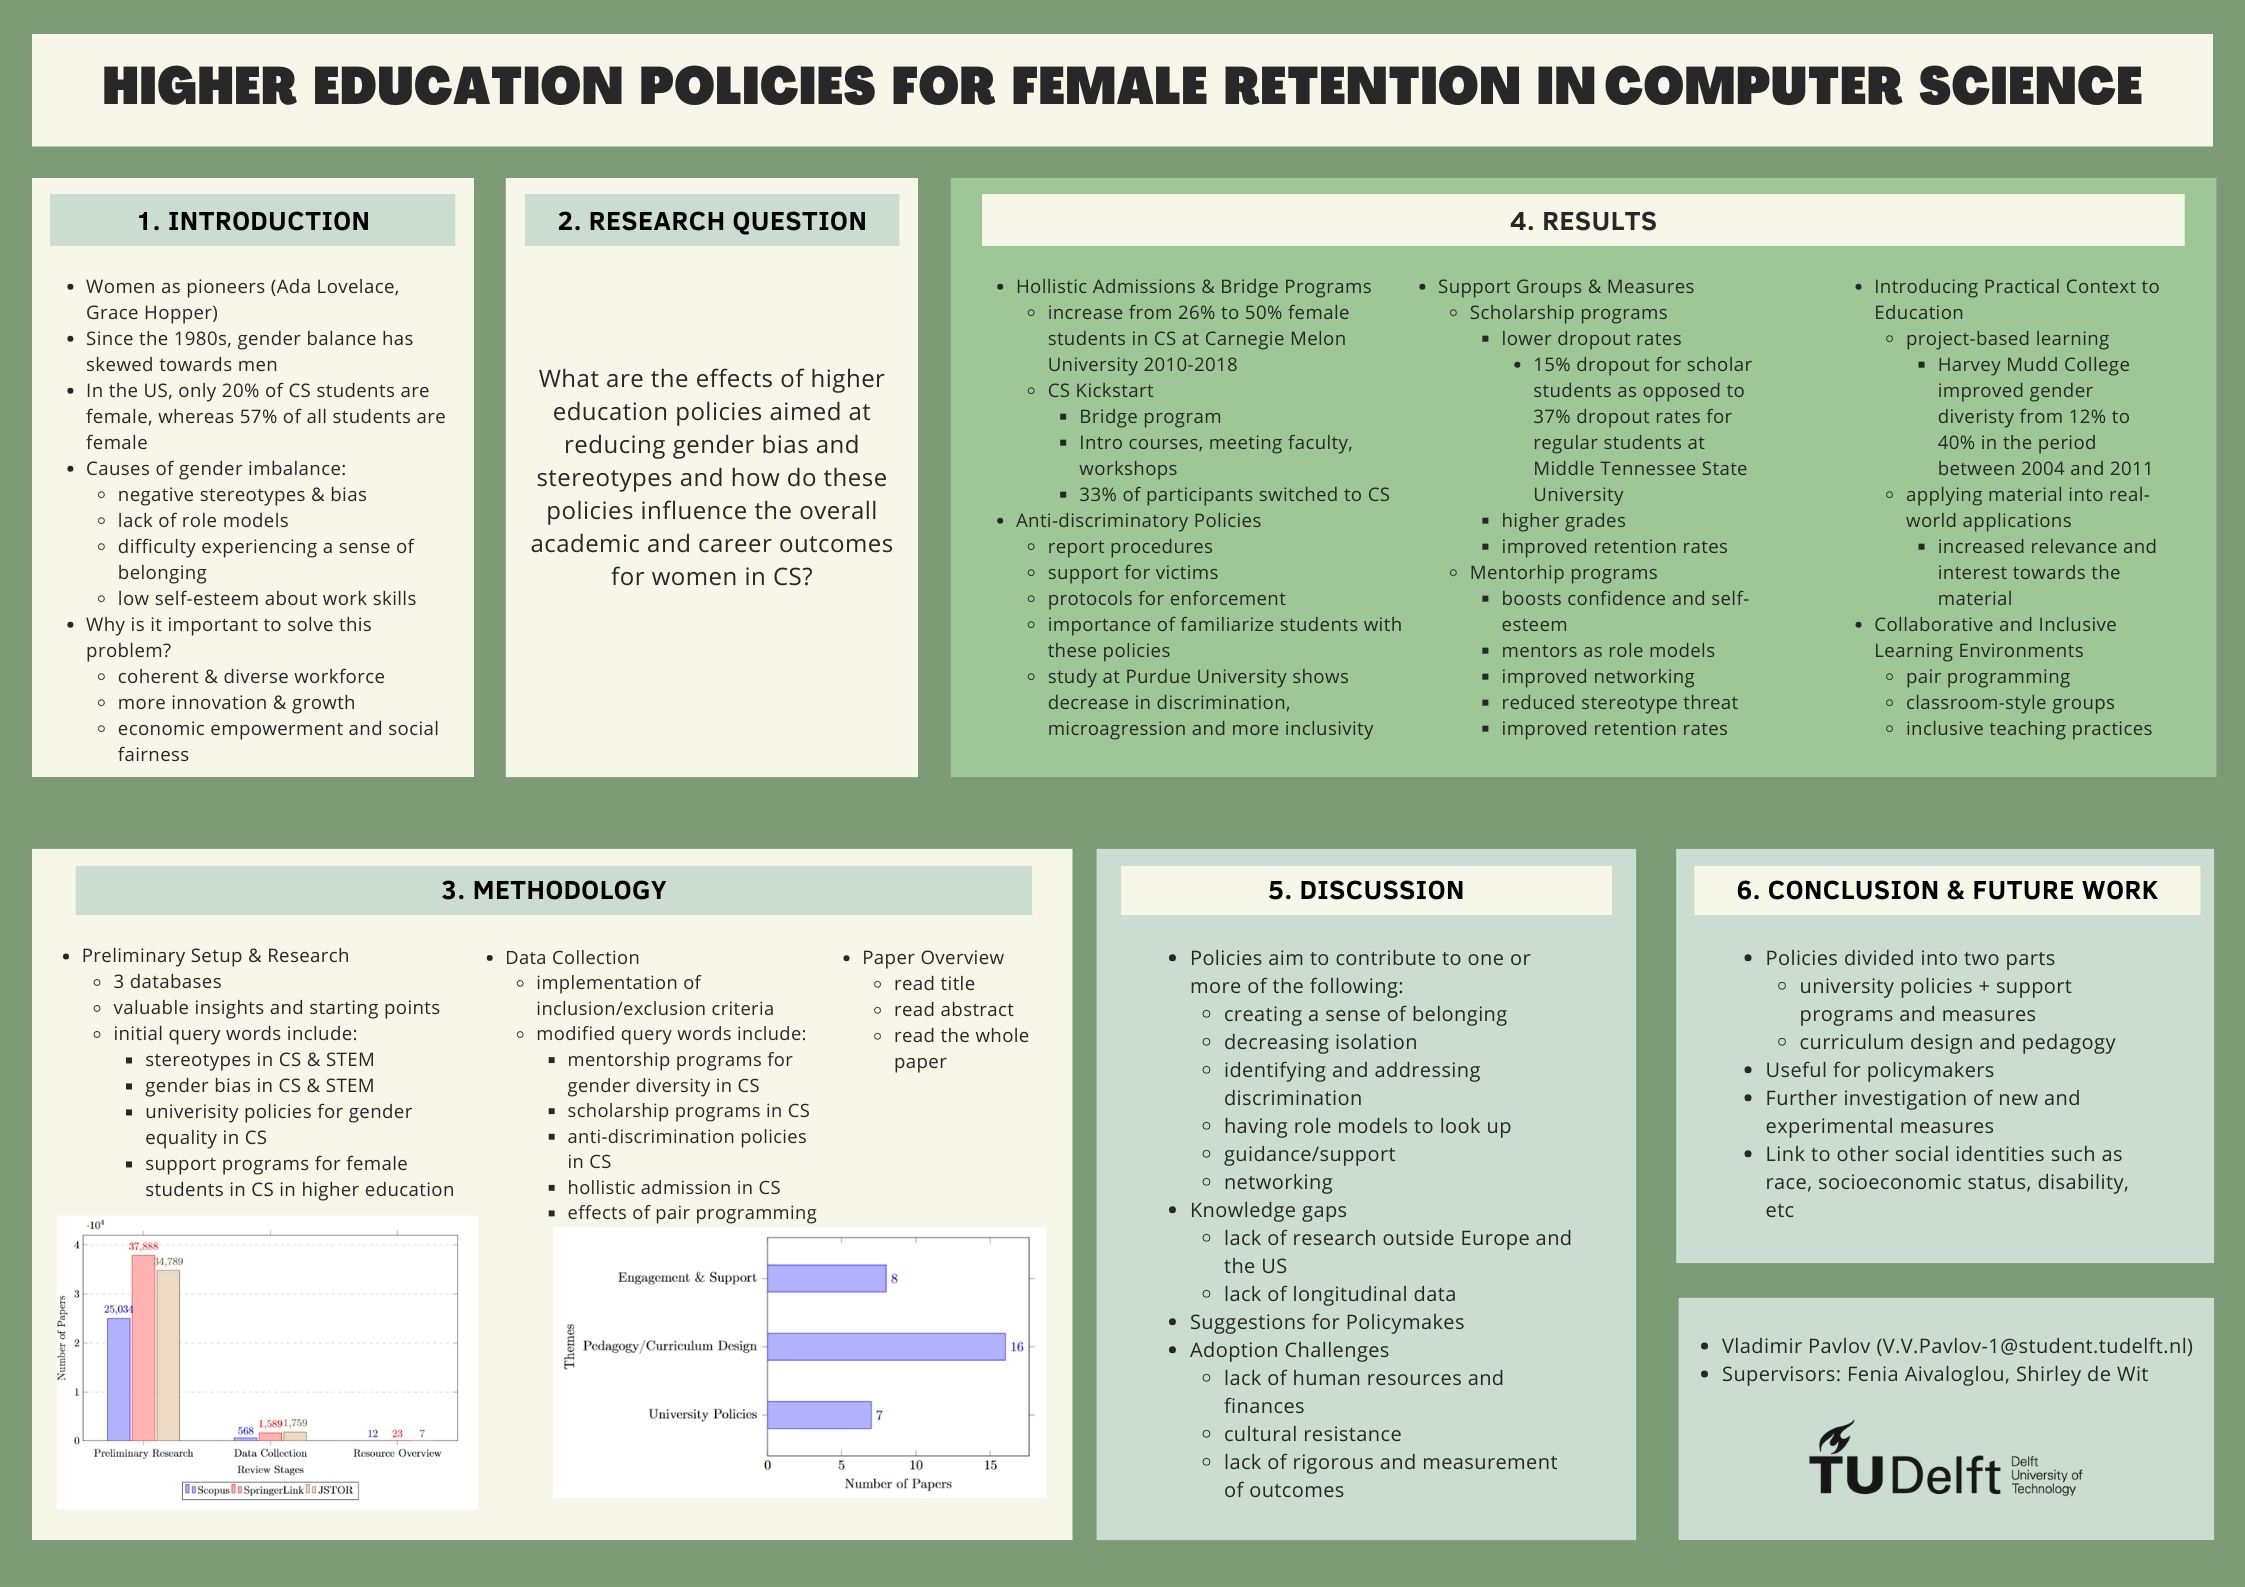 HIGHER EDUCATION POLICIES FOR FEMALE RETENTION IN COMPUTER SCIENCE
1. INTRODUCTION
Women as pioneers (Ada Lovelace,
Grace Hopper)
Since the 1980s, gender balance has
skewed towards men
In the US, only 20% of CS students are
female, whereas 57% of all students are
female
Causes of gender imbalance:
negative stereotypes & bias
lack of role models
difficulty experiencing a sense of
belonging
low self-esteem about work skills
Why is it important to solve this
problem?
coherent & diverse workforce
more innovation & growth
economic empowerment and social
fairness
2. RESEARCH QUESTION
What are the effects of higher
education policies aimed at
reducing gender bias and
stereotypes and how do these
policies influence the overall
academic and career outcomes
for women in CS?
3. METHODOLOGY
Preliminary Setup & Research
3 databases
valuable insights and starting points
initial query words include:
stereotypes in CS & STEM
gender bias in CS & STEM
univerisity policies for gender
equality in CS
support programs for female
students in CS in higher education
Data Collection
implementation of
inclusion/exclusion criteria
modified query words include:
mentorship programs for
gender diversity in CS
scholarship programs in CS
anti-discrimination policies
in CS
hollistic admission in CS
effects of pair programming
Paper Overview
read title
read abstract
read the whole
paper
·10⁴
Number of Papers
4
3
2
1
0
25,034
37,888
34,789
568
1,589
1,759
12
23
7
Preliminary Research
Data Collection
Resource Overview
Review Stages
Scopus SpringerLink JSTOR
Themes
Engagement & Support
8
Pedagogy/Curriculum Design
16
University Policies
7
0 5 10 15
Number of Papers
4. RESULTS
Hollistic Admissions & Bridge Programs
increase from 26% to 50% female
students in CS at Carnegie Melon
University 2010-2018
CS Kickstart
Bridge program
Intro courses, meeting faculty,
workshops
33% of participants switched to CS
Anti-discriminatory Policies
report procedures
support for victims
protocols for enforcement
importance of familiarize students with
these policies
study at Purdue University shows
decrease in discrimination,
microagression and more inclusivity
Support Groups & Measures
Scholarship programs
lower dropout rates
15% dropout for scholar
students as opposed to
37% dropout rates for
regular students at
Middle Tennessee State
University
higher grades
improved retention rates
Mentorhip programs
boosts confidence and self-
esteem
mentors as role models
improved networking
reduced stereotype threat
improved retention rates
Introducing Practical Context to
Education
project-based learning
Harvey Mudd College
improved gender
diveristy from 12% to
40% in the period
between 2004 and 2011
applying material into real-
world applications
increased relevance and
interest towards the
material
Collaborative and Inclusive
Learning Environments
pair programming
classroom-style groups
inclusive teaching practices
5. DISCUSSION
Policies aim to contribute to one or
more of the following:
creating a sense of belonging
decreasing isolation
identifying and addressing
discrimination
having role models to look up
guidance/support
networking
Knowledge gaps
lack of research outside Europe and
the US
lack of longitudinal data
Suggestions for Policymakes
Adoption Challenges
lack of human resources and
finances
cultural resistance
lack of rigorous and measurement
of outcomes
6. CONCLUSION & FUTURE WORK
Policies divided into two parts
university policies + support
programs and measures
curriculum design and pedagogy
Useful for policymakers
Further investigation of new and
experimental measures
Link to other social identities such as
race, socioeconomic status, disability,
etc
Vladimir Pavlov (V.V.Pavlov-1@student.tudelft.nl)
Supervisors: Fenia Aivaloglou, Shirley de Wit
TU Delft
Delft
University of
Technology